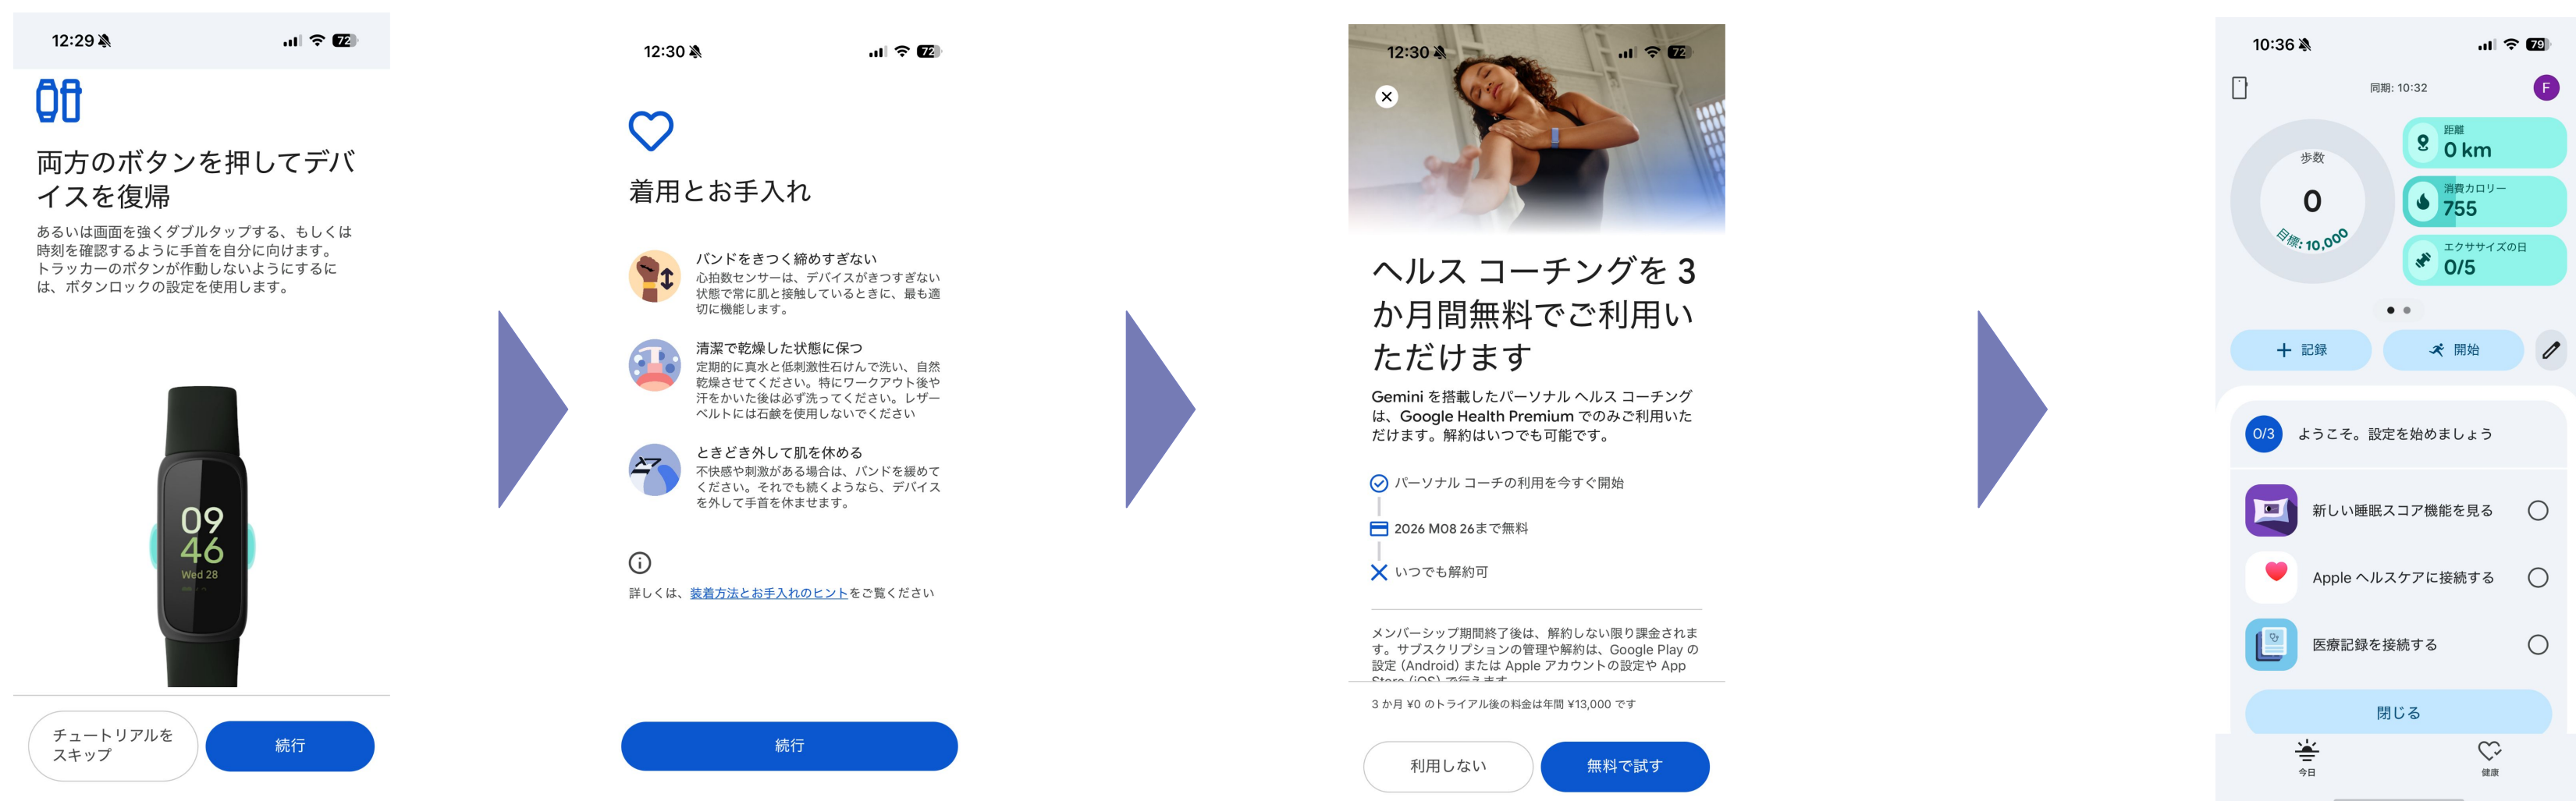 12:29
72
両方のボタンを押してデバ
イスを復帰
あるいは画面を強くダブルタップする、もしくは
時刻を確認するように手首を自分に向けます。
トラッカーのボタンが作動しないようにするに
は、ボタンロックの設定を使用します。
09
46
Wed 28
チュートリアルを
スキップ
続行
12:30
72
着用とお手入れ
バンドをきつく締めすぎない
心拍数センサーは、デバイスがきつすぎない
状態で常に肌と接触しているときに、最も適
切に機能します。
清潔で乾燥した状態に保つ
定期的に真水と低刺激性石けんで洗い、自然
乾燥させてください。特にワークアウト後や
汗をかいた後は必ず洗ってください。レザー
ベルトには石鹸を使用しないでください
ときどき外して肌を休める
不快感や刺激がある場合は、バンドを緩めて
ください。それでも続くようなら、デバイス
を外して手首を休ませます。
詳しくは、装着方法とお手入れのヒントをご覧ください
続行
12:30
72
ヘルス コーチングを 3
か月間無料でご利用い
ただけます
Gemini を搭載したパーソナル ヘルス コーチング
は、Google Health Premium でのみご利用いた
だけます。解約はいつでも可能です。
パーソナル コーチの利用を今すぐ開始
2026 M08 26まで無料
いつでも解約可
メンバーシップ期間終了後は、解約しない限り課金されま
す。サブスクリプションの管理や解約は、Google Play の
設定 (Android) または Apple アカウントの設定や App
Store (iOS) で行えます。
3 か月 ¥0 のトライアル後の料金は年間 ¥13,000 です
利用しない
無料で試す
10:36
79
同期: 10:32
F
歩数
0
目標: 10,000
距離
0 km
消費カロリー
755
エクササイズの日
0/5
記録
開始
0/3
ようこそ。設定を始めましょう
新しい睡眠スコア機能を見る
Apple ヘルスケアに接続する
医療記録を接続する
閉じる
今日
健康